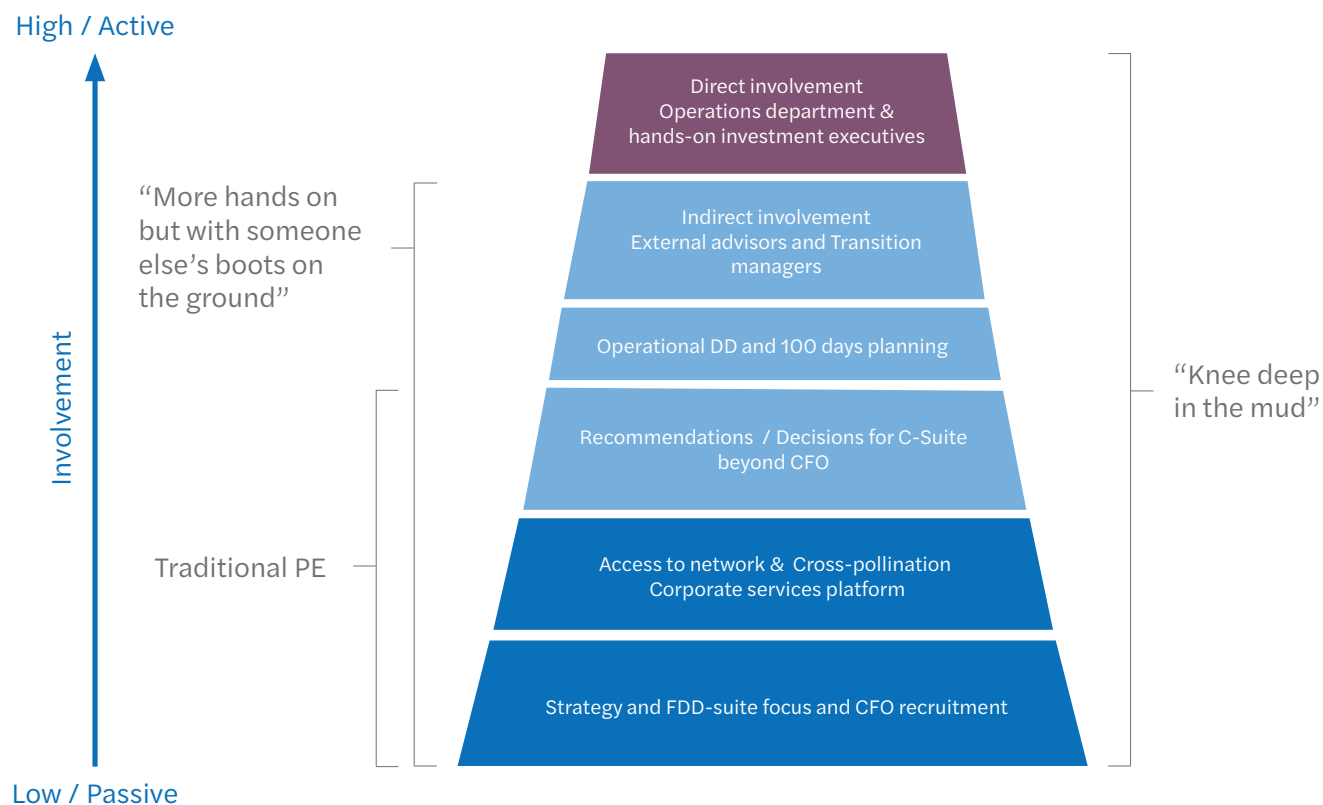 High / Active
Direct involvement
Operations department &
hands-on investment executives
“More hands on
but with someone
else’s boots on
the ground”
Indirect involvement
External advisors and Transition
managers
Operational DD and 100 days planning
“Knee deep
in the mud”
Involvement
Recommendations / Decisions for C-Suite
beyond CFO
Traditional PE
Access to network & Cross-pollination
Corporate services platform
Strategy and FDD-suite focus and CFO recruitment
Low / Passive